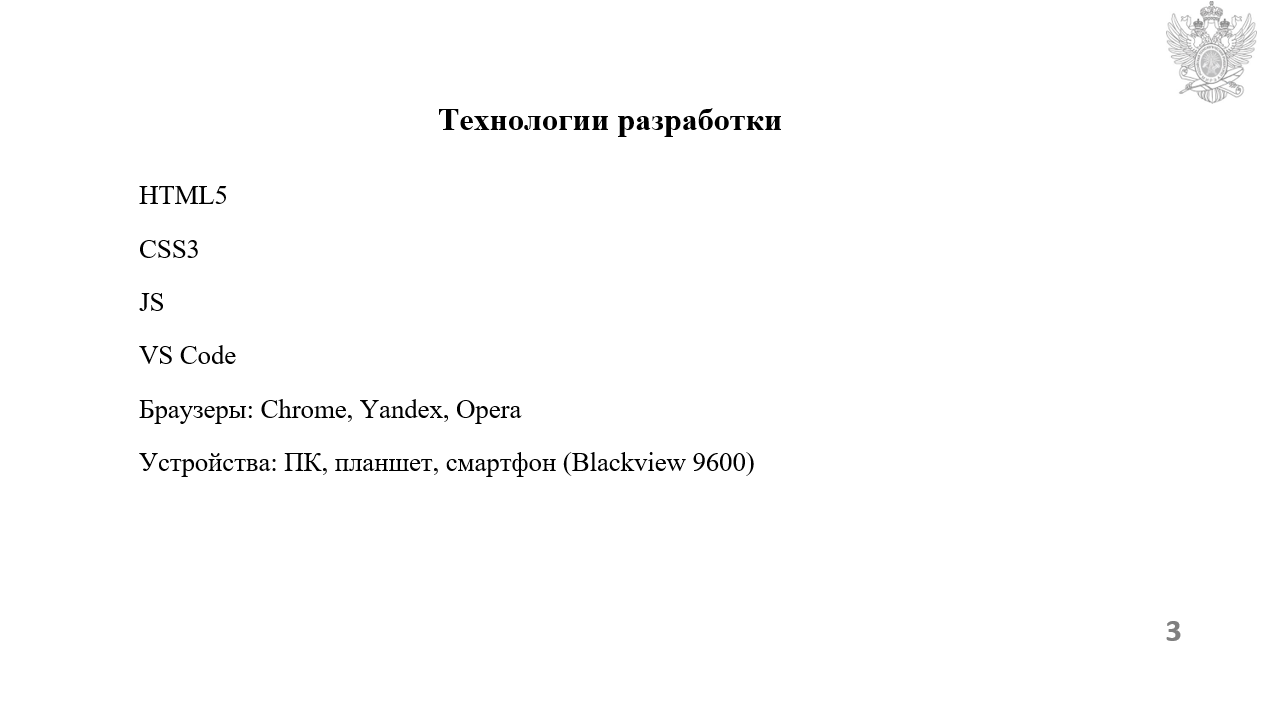 Технологии разработки
HTML5
CSS3
JS
VS Code
Браузеры: Chrome, Yandex, Opera
Устройства: ПК, планшет, смартфон (Blackview 9600)
3